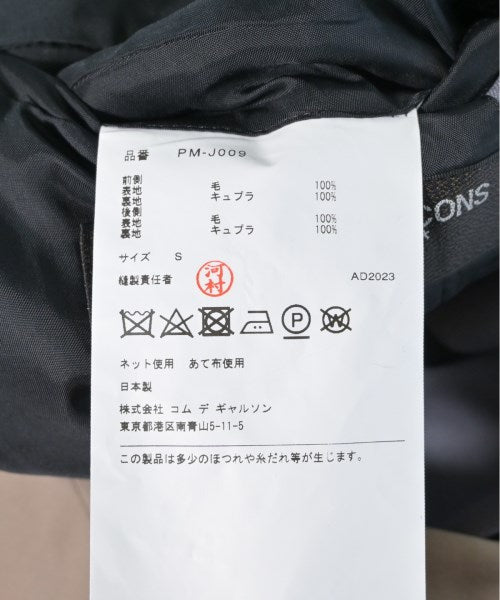 品番 PM-J009
前側
表地 毛 100%
裏地 キュプラ 100%
後側
表地 毛 100%
裏地 キュプラ 100%
サイズ S
縫製責任者 河村 AD2023
P W
ネット使用 あて布使用
日本製
株式会社 コム デ ギャルソン
東京都港区南青山5-11-5
この製品は多少のほつれや糸だれ等が生じます。
ÇONS